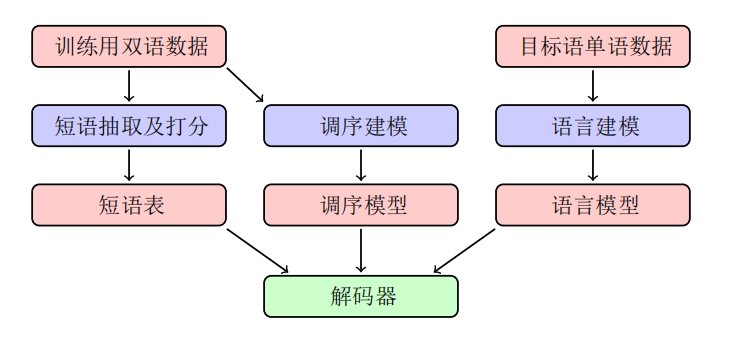 训练用双语数据
目标语单语数据
短语抽取及打分
调序建模
语言建模
短语表
调序模型
语言模型
解码器